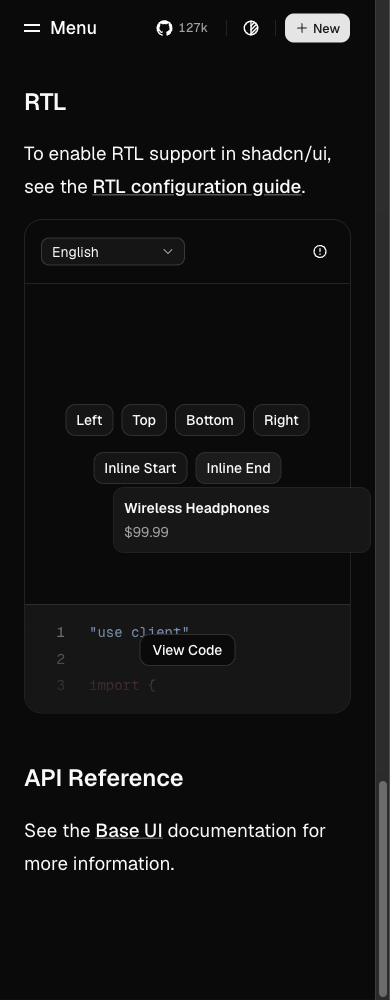 Menu 127k + New
RTL
To enable RTL support in shadcn/ui,
see the RTL configuration guide.
English
Left Top Bottom Right
Inline Start Inline End
Wireless Headphones
$99.99
1 "use client"
2
View Code
3 import {
API Reference
See the Base UI documentation for
more information.